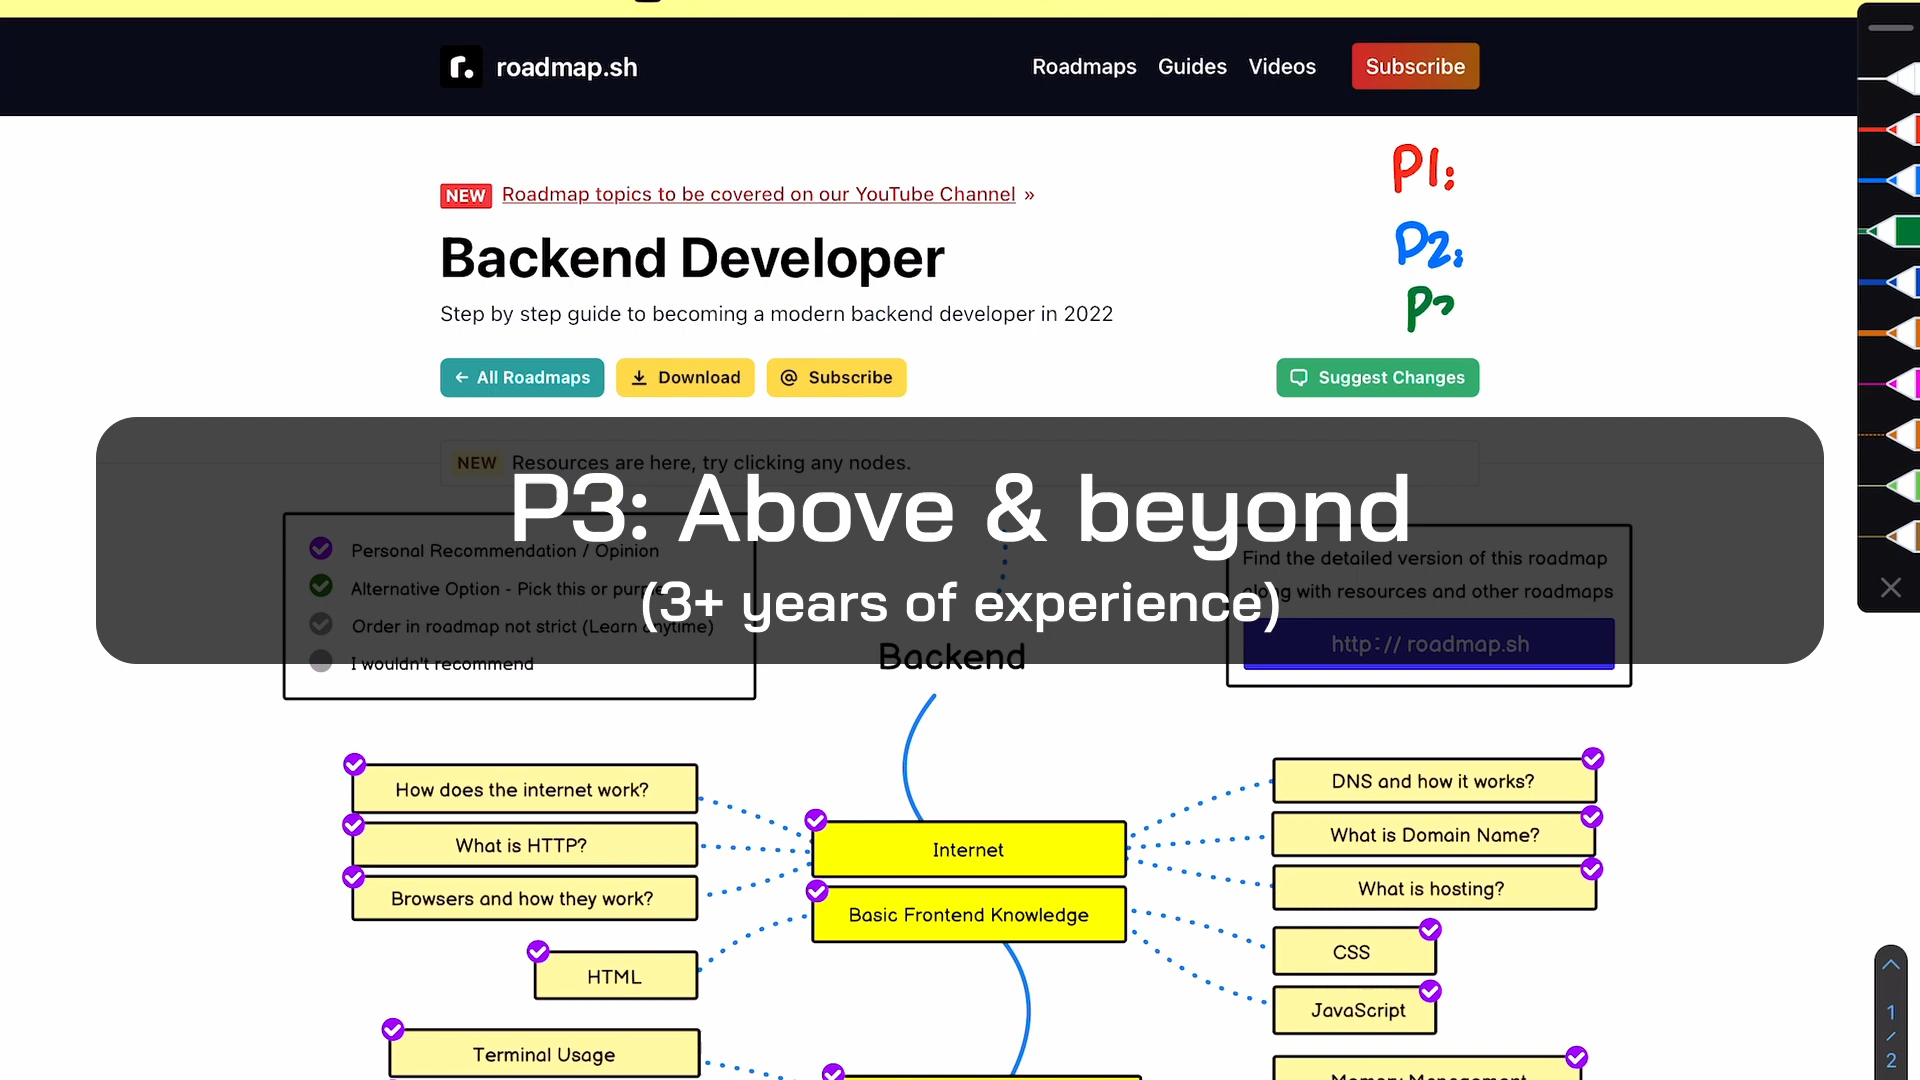 roadmap.sh
Roadmaps Guides Videos Subscribe
P1:
NEW Roadmap topics to be covered on our YouTube Channel »
Backend Developer
P2:
Step by step guide to becoming a modern backend developer in 2022
← All Roadmaps
Download
@ Subscribe
Suggest Changes
NEW Resources are here, try clicking any nodes.
P3: Above & beyond
(3+ years of experience)
Personal Recommendation / Opinion
Alternative Option - Pick this or purple
Order in roadmap not strict (Learn anytime)
I wouldn't recommend
Find the detailed version of this roadmap
along with resources and other roadmaps
http://roadmap.sh
Backend
How does the internet work?
What is HTTP?
Browsers and how they work?
HTML
Internet
Basic Frontend Knowledge
DNS and how it works?
What is Domain Name?
What is hosting?
CSS
JavaScript
Terminal Usage
Memory Management
1
/
2